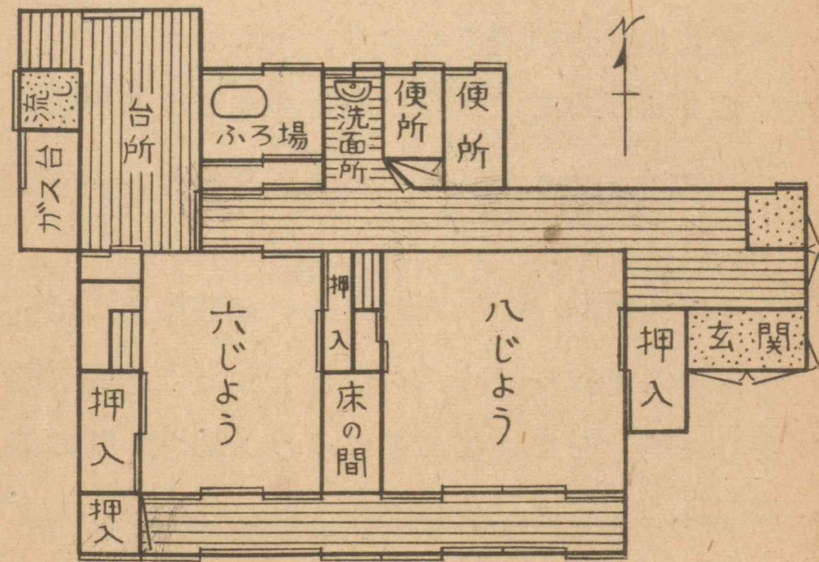 N
流し
ガス台
台所
ふろ場
洗面所
便所
便所
押入
六じょう
押入
八じょう
押入
玄関
床の間
押入